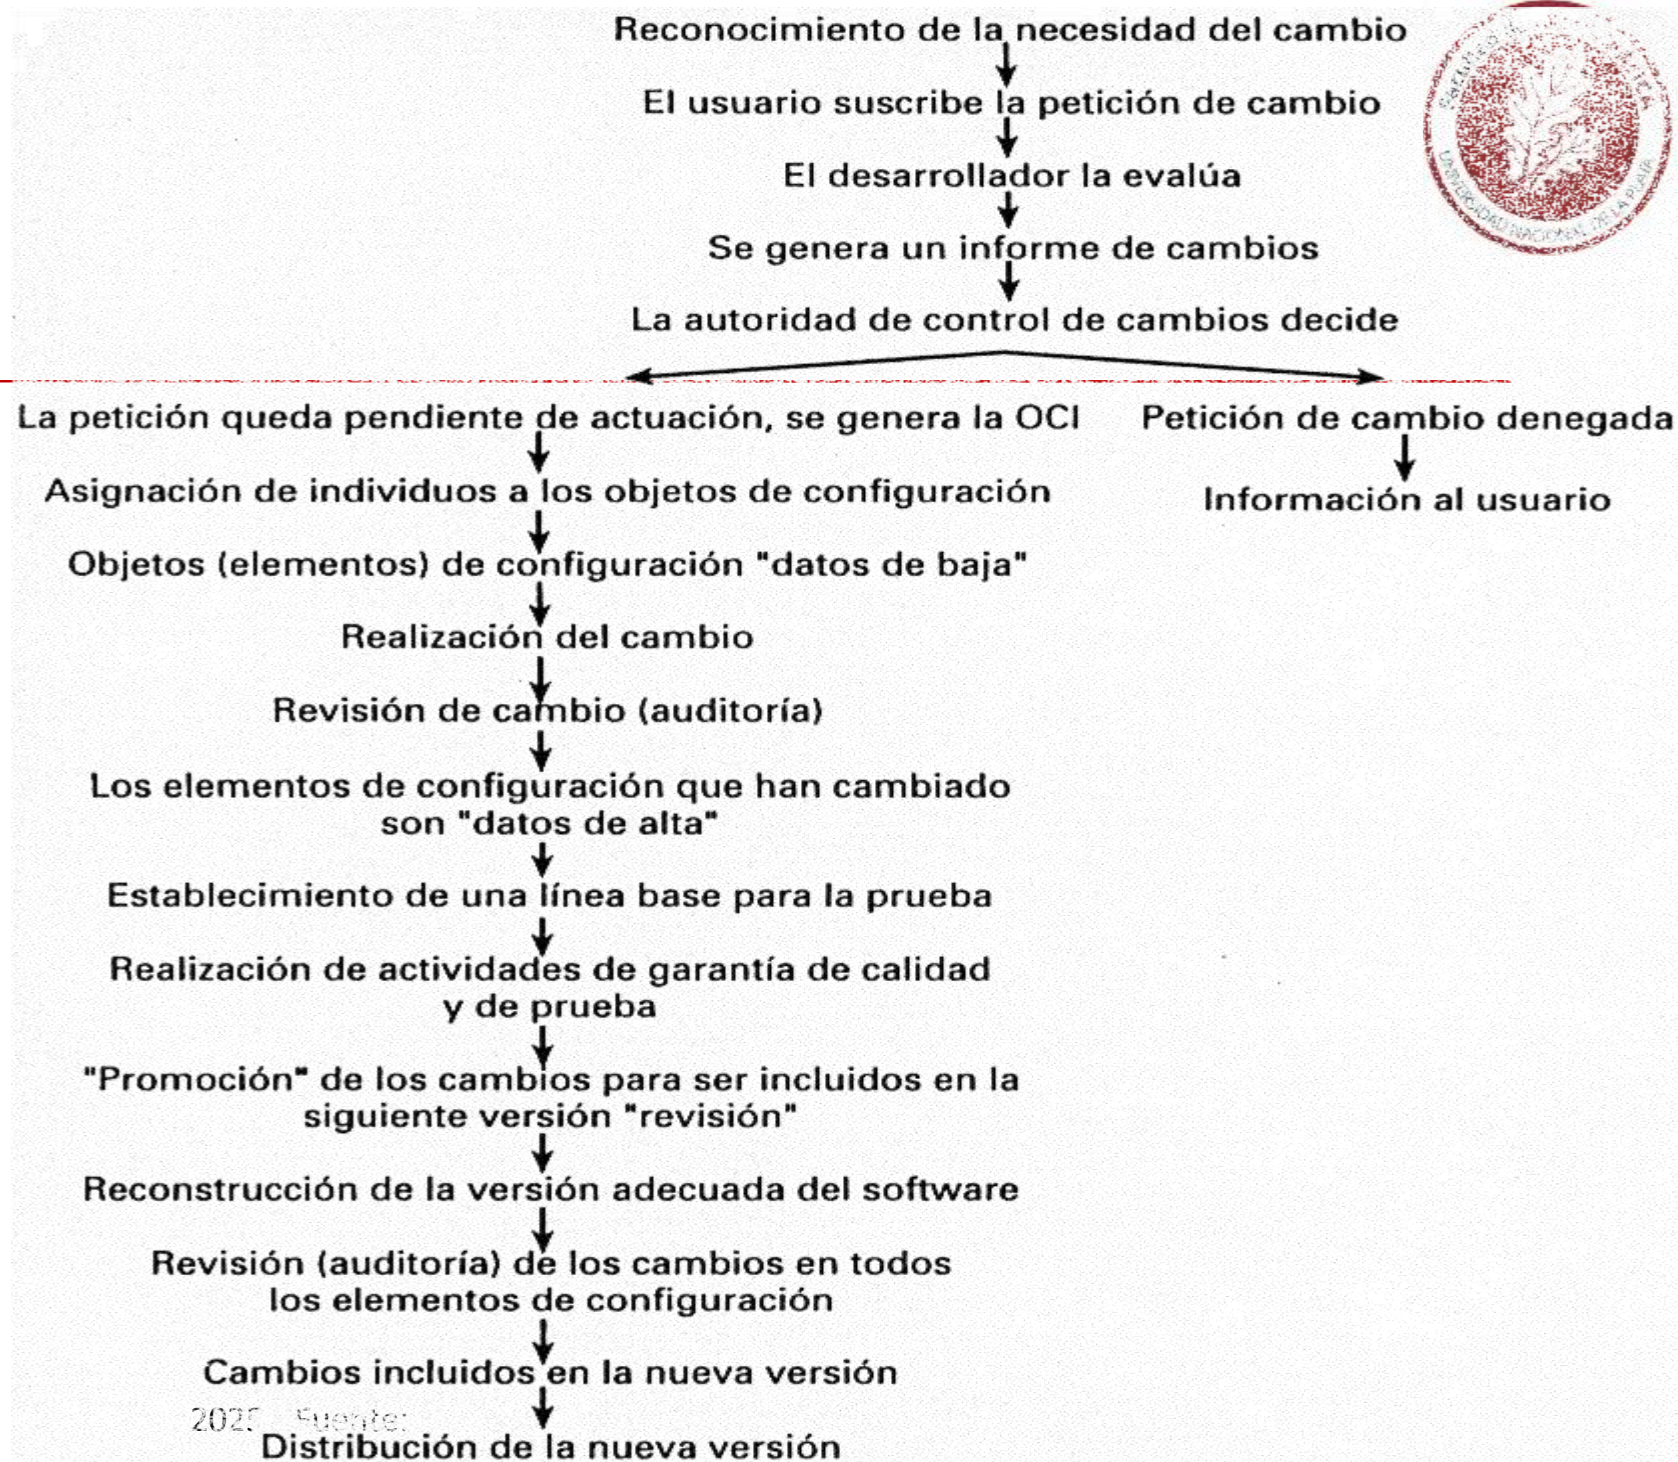 Reconocimiento de la necesidad del cambio
El usuario suscribe la petición de cambio
El desarrollador la evalúa
Se genera un informe de cambios
La autoridad de control de cambios decide
La petición queda pendiente de actuación, se genera la OCI
Asignación de individuos a los objetos de configuración
Objetos (elementos) de configuración "datos de baja"
Realización del cambio
Revisión de cambio (auditoría)
Los elementos de configuración que han cambiado
son "datos de alta"
Establecimiento de una línea base para la prueba
Realización de actividades de garantía de calidad
y de prueba
"Promoción" de los cambios para ser incluidos en la
siguiente versión "revisión"
Reconstrucción de la versión adecuada del software
Revisión (auditoría) de los cambios en todos
los elementos de configuración
Cambios incluidos en la nueva versión
Fuente:
Distribución de la nueva versión
Petición de cambio denegada
Información al usuario
UNIVERSIDAD NACIONAL DE LA PLATA